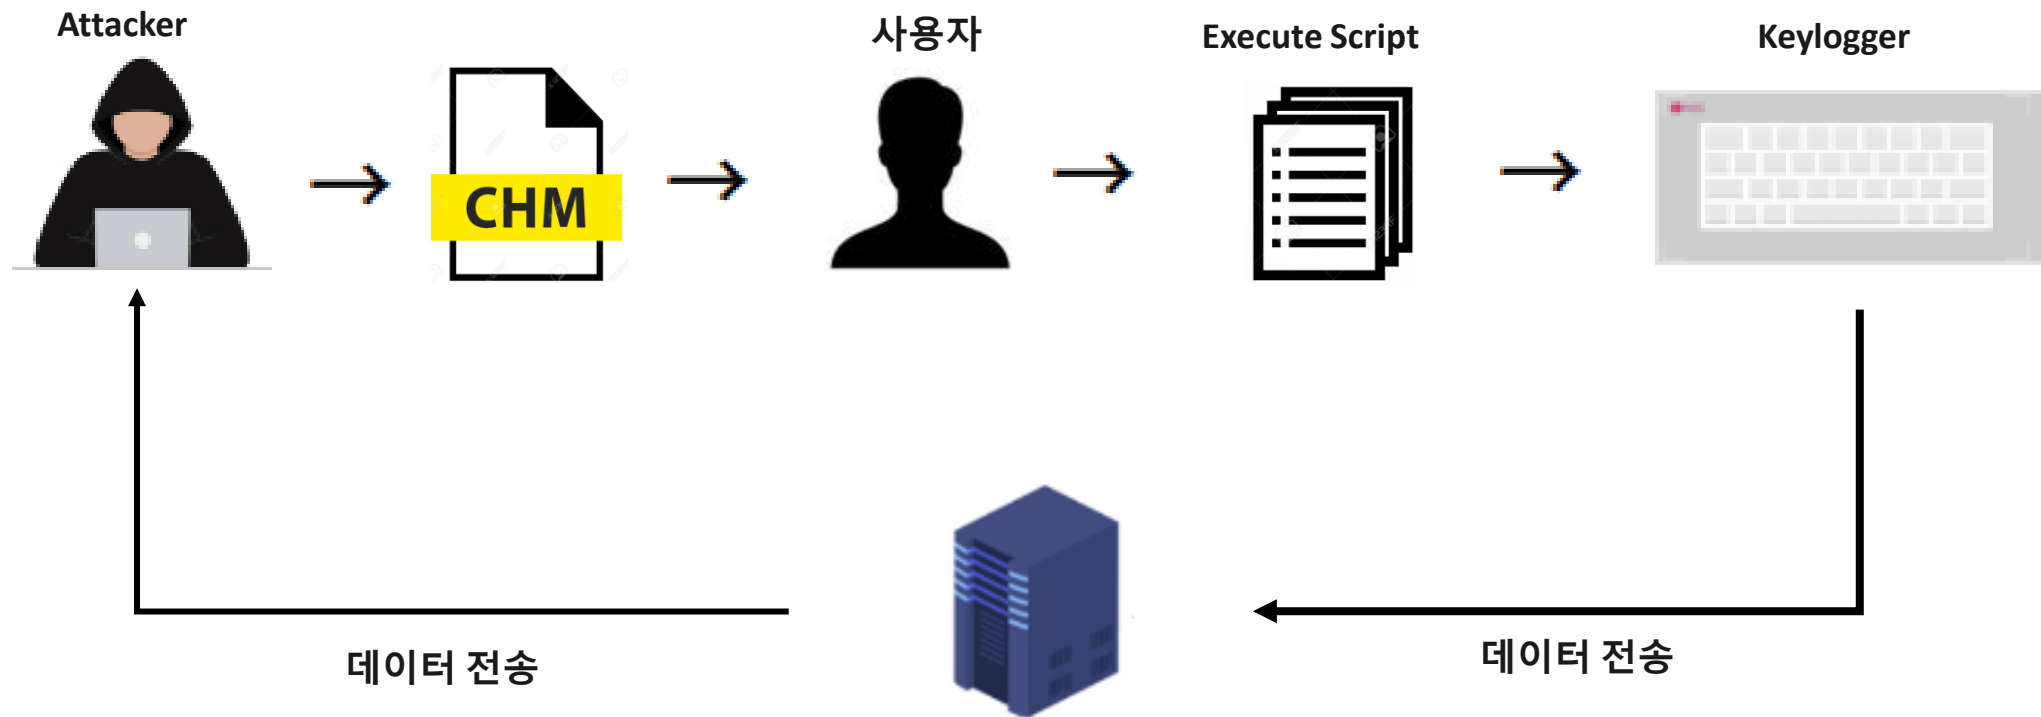 Attacker
사용자
Execute Script
Keylogger
CHM
데이터 전송
데이터 전송